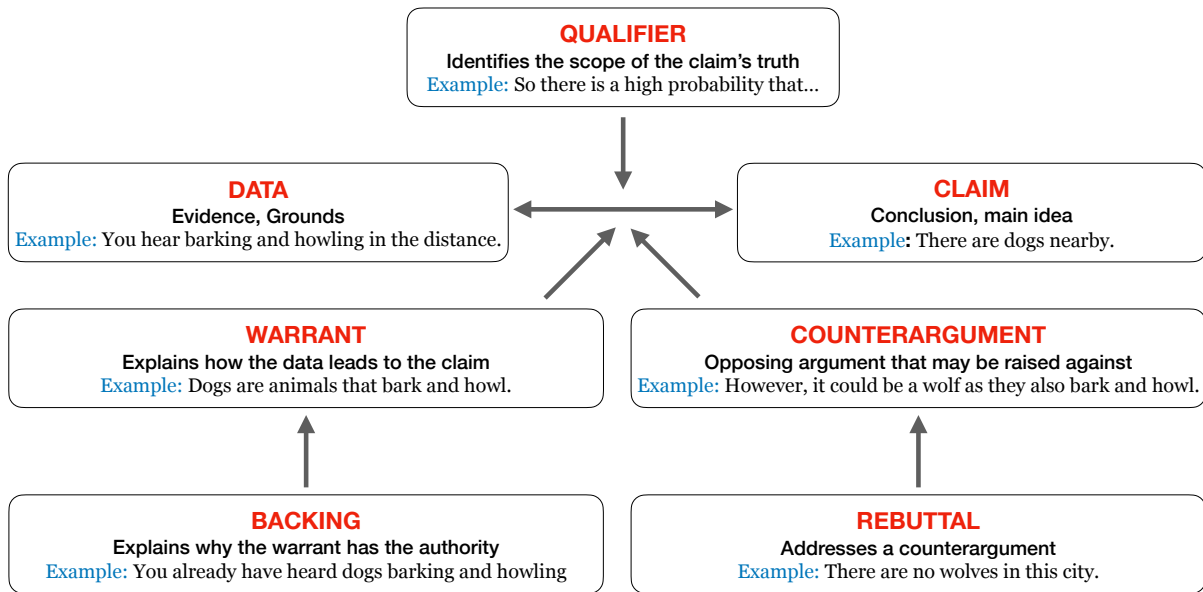 QUALIFIER
Identifies the scope of the claim's truth
Example: So there is a high probability that...
DATA
Evidence, Grounds
Example: You hear barking and howling in the distance.
CLAIM
Conclusion, main idea
Example: There are dogs nearby.
WARRANT
Explains how the data leads to the claim
Example: Dogs are animals that bark and howl.
COUNTERARGUMENT
Opposing argument that may be raised against
Example: However, it could be a wolf as they also bark and howl.
BACKING
Explains why the warrant has the authority
Example: You already have heard dogs barking and howling
REBUTTAL
Addresses a counterargument
Example: There are no wolves in this city.